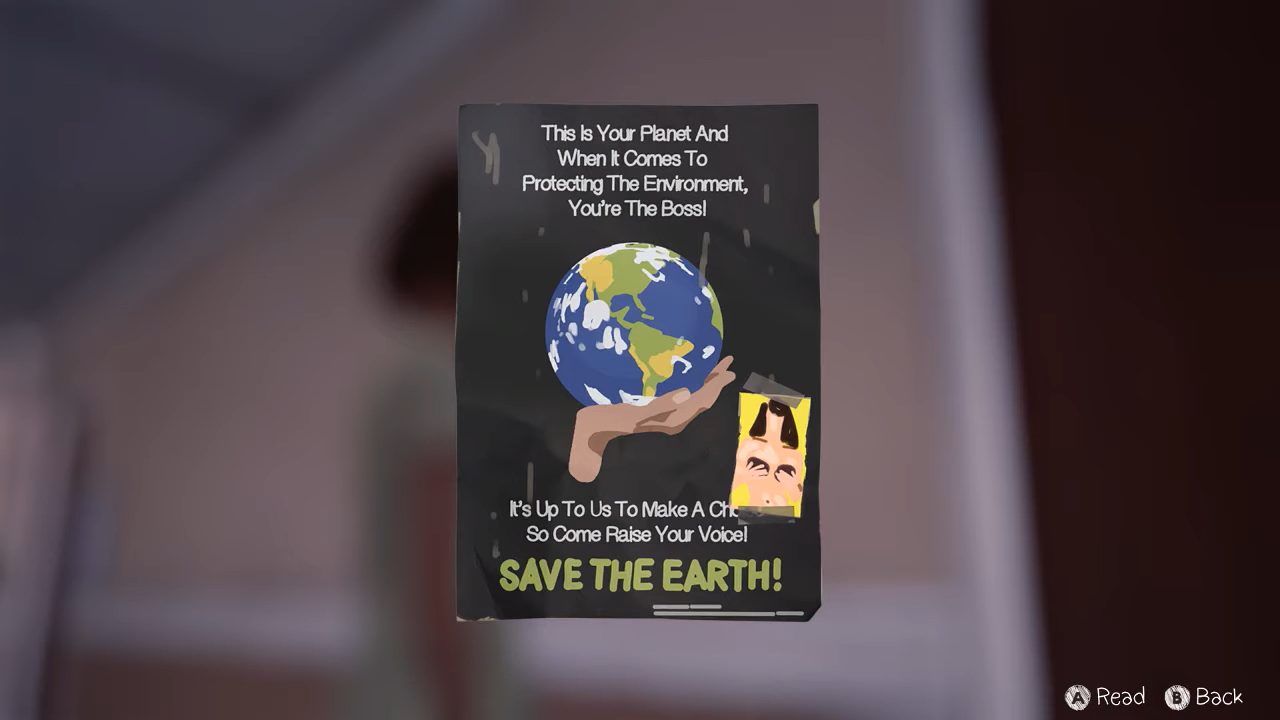 This Is Your Planet And
When It Comes To
Protecting The Environment,
You're The Boss!
It's Up To Us To Make A
So Come Raise Your Voice!
SAVE THE EARTH!
A Read B Back